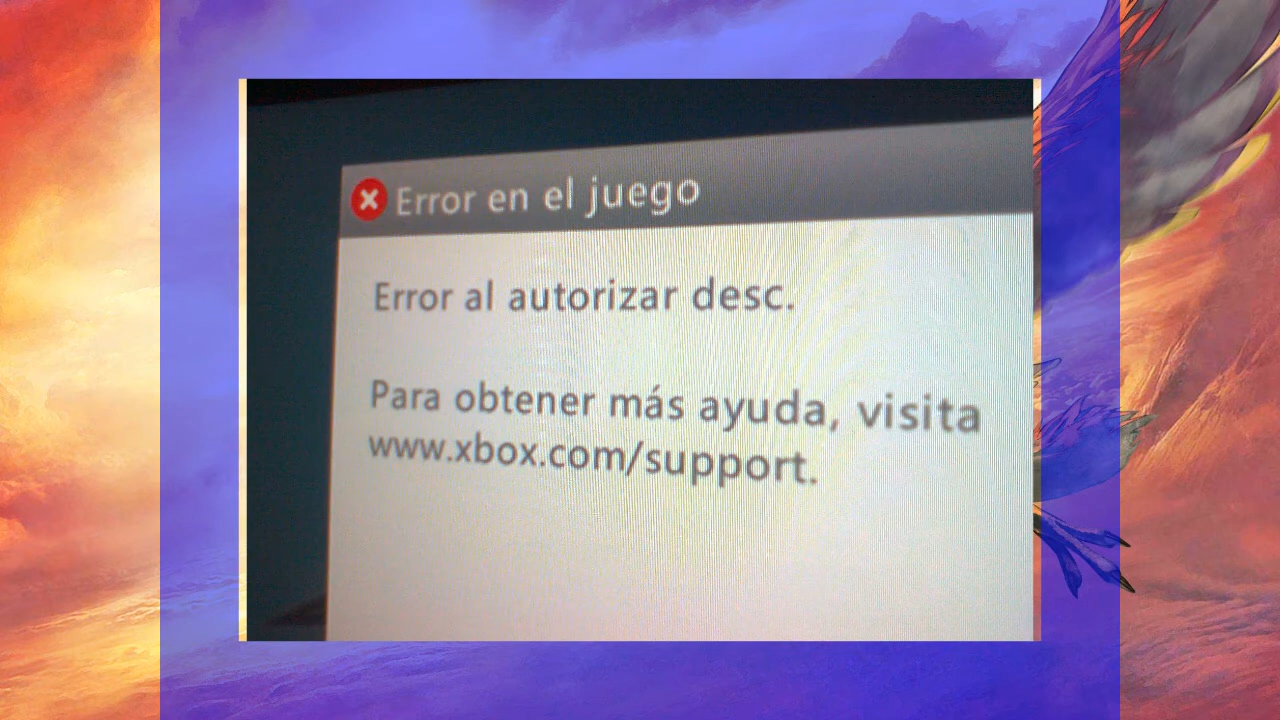 Error en el juego
Error al autorizar desc.
Para obtener más ayuda, visita
www.xbox.com/support.